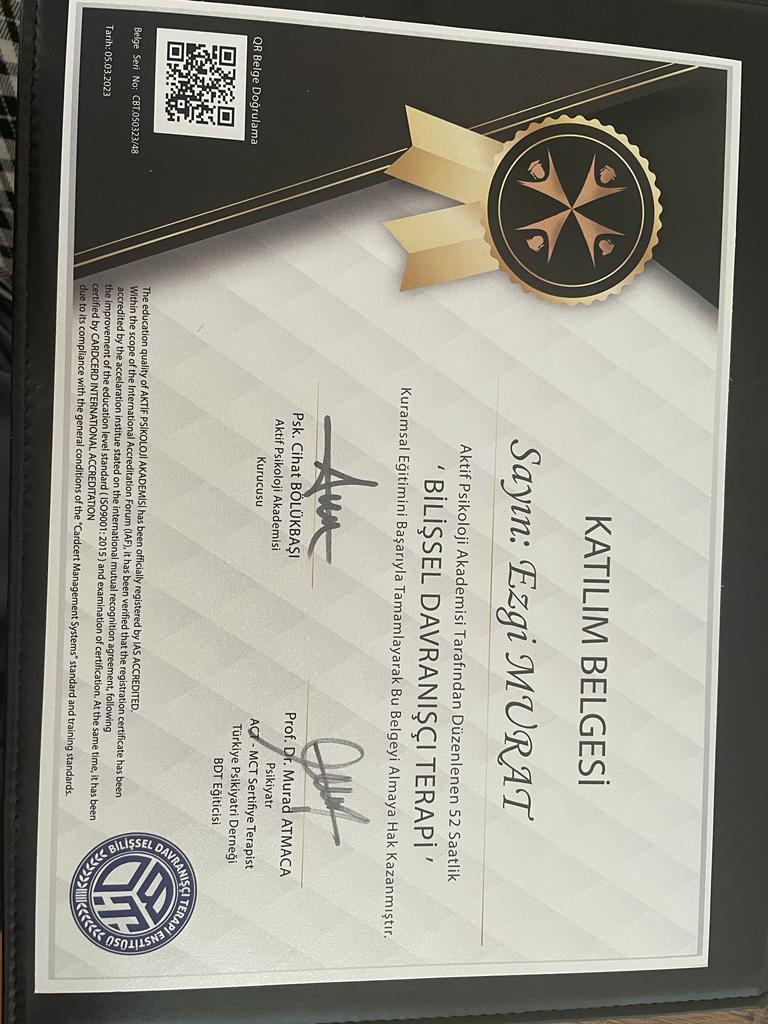 KATILIM BELGESİ
Sayın: Ezgi MURAT
Aktif Psikoloji Akademisi Tarafından Düzenlenen 52 Saatlik
‘ BİLİŞSEL DAVRANIŞÇI TERAPİ ’
Kuramsal Eğitimini Başarıyla Tamamlayarak Bu Belgeyi Almaya Hak Kazanmıştır.
Psk. Cihat BÖLÜKBAŞI
Aktif Psikoloji Akademisi
Kurucusu
Prof. Dr. Murad ATMACA
Psikiyatr
ACT - MCT Sertifiye Terapist
Türkiye Psikiyatri Derneği
BDT Eğiticisi
QR Belge Doğrulama
Belge Seri No: CBT.050323/48
Tarih: 05.03.2023
The education quality of AKTİF PSİKOLOJİ AKADEMİSİ has been officially registered by IAS ACCREDITED.
Within the scope of the International Accreditation Forum (IAF), it has been verified that the registration certificate has been
accredited by the accelaration institue stated on the international mutual recognition agreement, following
the improvement of the education level standard ( ISO9001: 2015 ) and examination of certification. At the same time, it has been
certified by CARDCERD INTERNATIONAL ACCREDITATION
due to its compliance with the general conditions of the "Cardcert Management Systems" standard and training standards.
BİLİŞSEL DAVRANIŞÇI TERAPİ ENSTİTÜSÜ